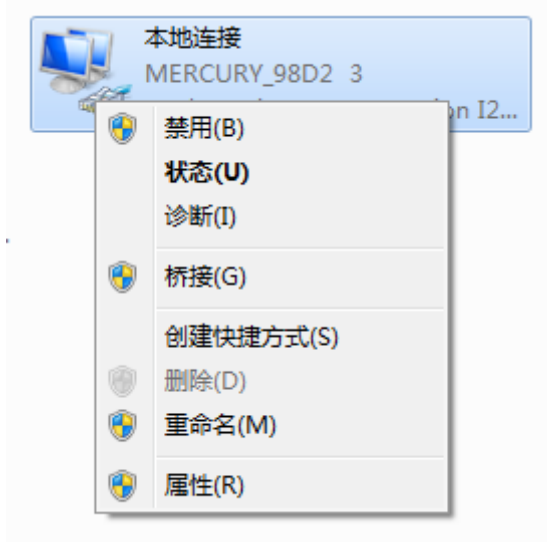 本地连接
MERCURY_98D2 3
on I2...
禁用(B)
状态(U)
诊断(I)
桥接(G)
创建快捷方式(S)
删除(D)
重命名(M)
属性(R)